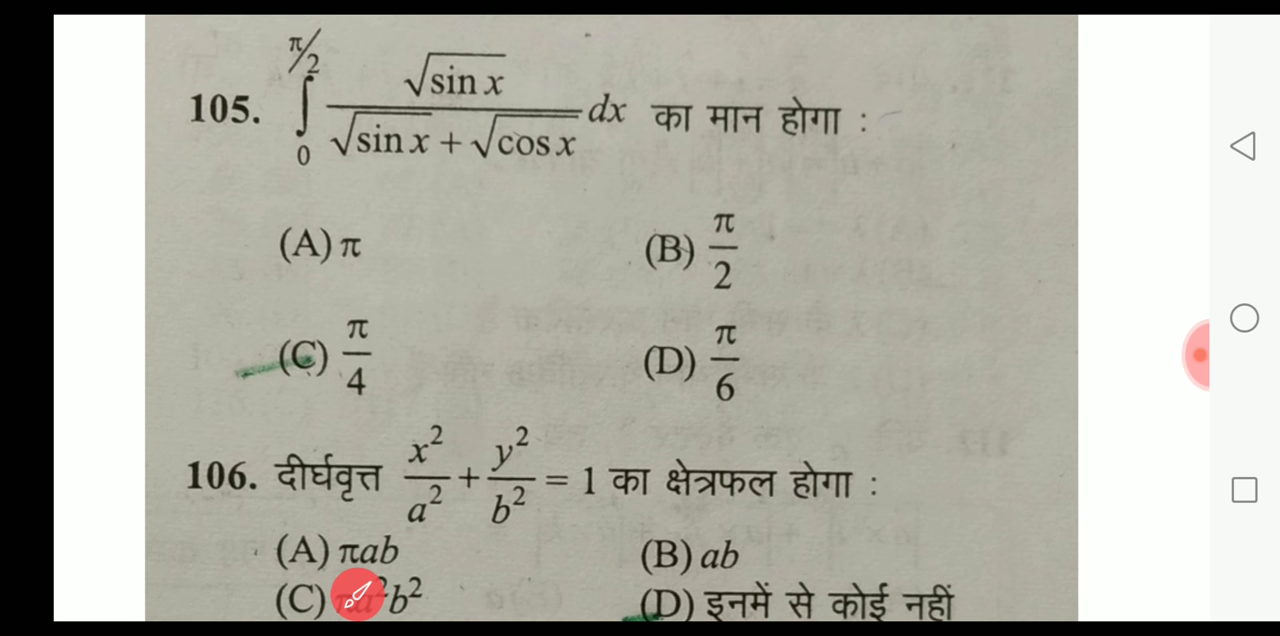 105. ∫₀^{π/2} √sin x / (√sin x + √cos x) dx का मान होगा :
(A) π (B) π/2
(C) π/4 (D) π/6
106. दीर्घवृत्त x²/a² + y²/b² = 1 का क्षेत्रफल होगा :
(A) πab (B) ab
(C) πa²b² (D) इनमें से कोई नहीं